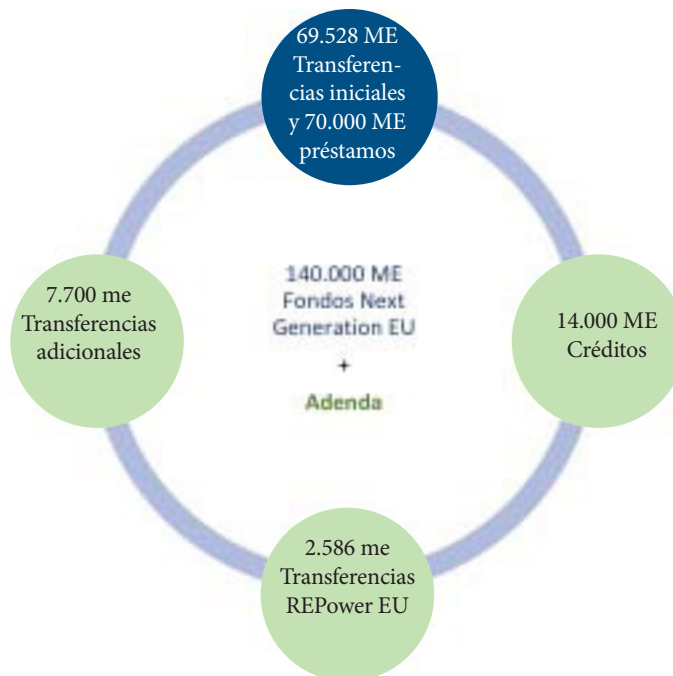 69.528 ME
Transferen-
cias iniciales
y 70.000 ME
préstamos
7.700 me
Transferencias
adicionales
140.000 ME
Fondos Next
Generation EU
+
Adenda
14.000 ME
Créditos
2.586 me
Transferencias
REPower EU